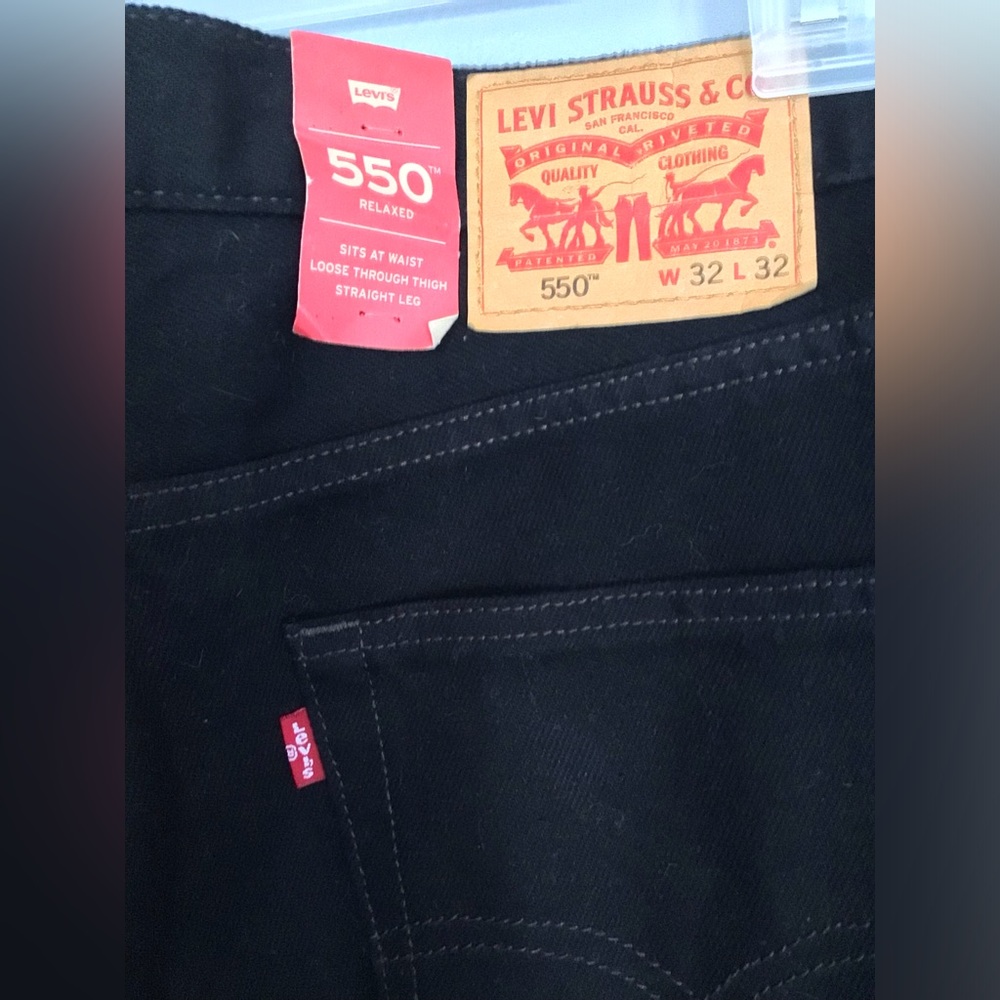 Levi's
550™
RELAXED
SITS AT WAIST
LOOSE THROUGH THIGH
STRAIGHT LEG
LEVI STRAUSS & CO
SAN FRANCISCO
CAL.
ORIGINAL RIVETED
QUALITY CLOTHING
PATENTED MAY 20 1873
550™ W 32 L 32
LEVI'S
®